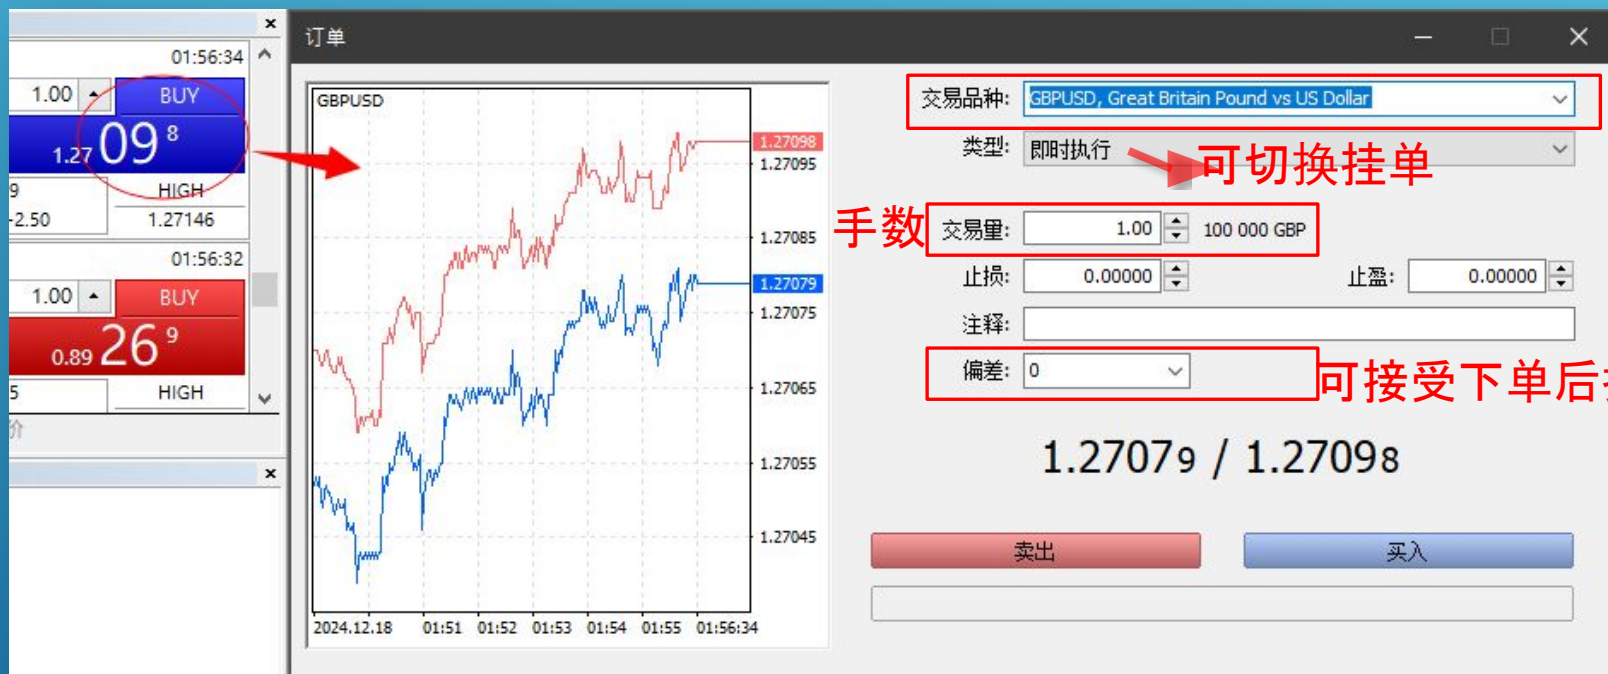 订单
01:56:34
1.00
BUY
1.27 09 8
9
HIGH
-2.50
1.27146
01:56:32
1.00
BUY
0.89 26 9
5
HIGH
价
GBPUSD
1.27098
1.27095
1.27085
1.27079
1.27075
1.27065
1.27055
1.27045
2024.12.18 01:51 01:52 01:53 01:54 01:55 01:56:34
交易品种: GBPUSD, Great Britain Pound vs US Dollar
类型: 即时执行
可切换挂单
手数 交易量: 1.00 100 000 GBP
止损: 0.00000 止盈: 0.00000
注释:
偏差: 0
可接受下单后
1.27079 / 1.27098
卖出 买入